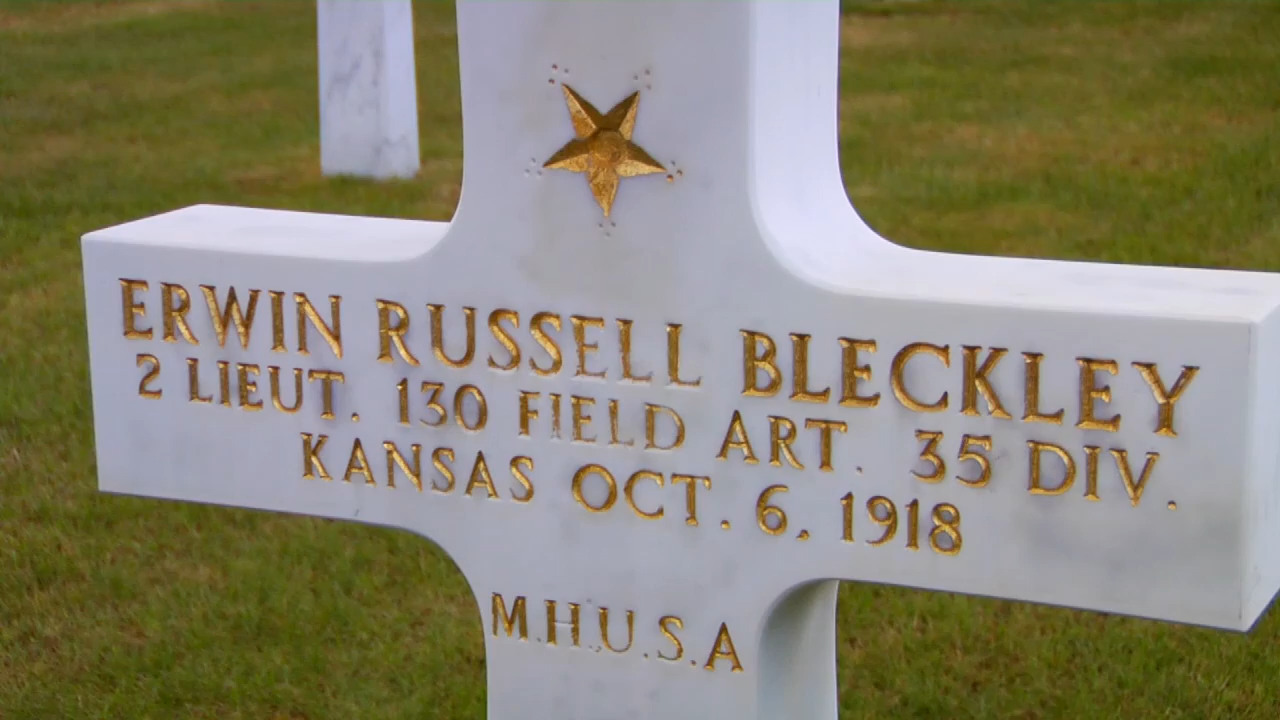 ERWIN RUSSELL BLECKLEY
2 LIEUT. 130 FIELD ART. 35 DIV.
KANSAS OCT. 6, 1918
M.H.U.S.A